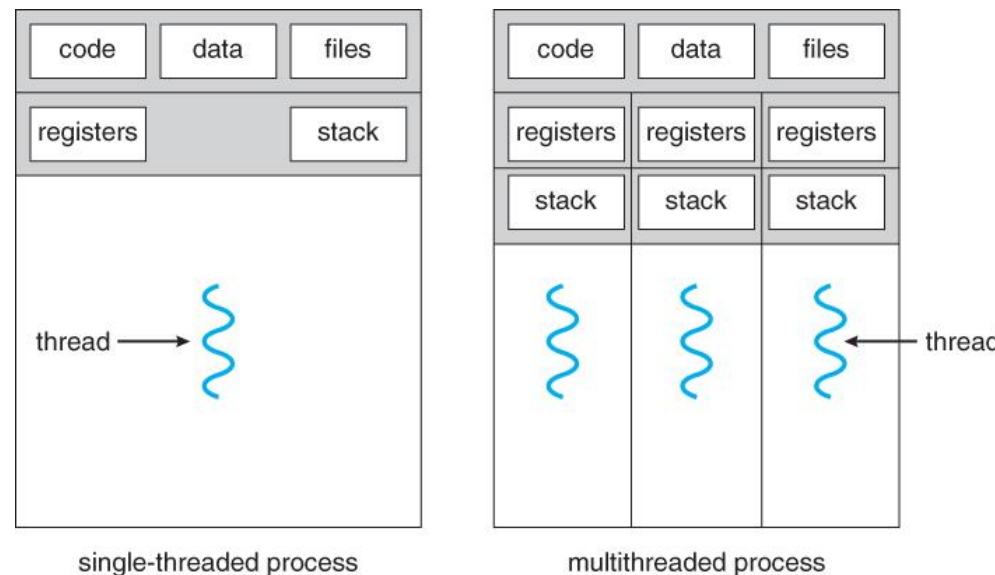 code data files code data files
registers stack registers registers registers
stack stack stack
thread thread
single-threaded process multithreaded process